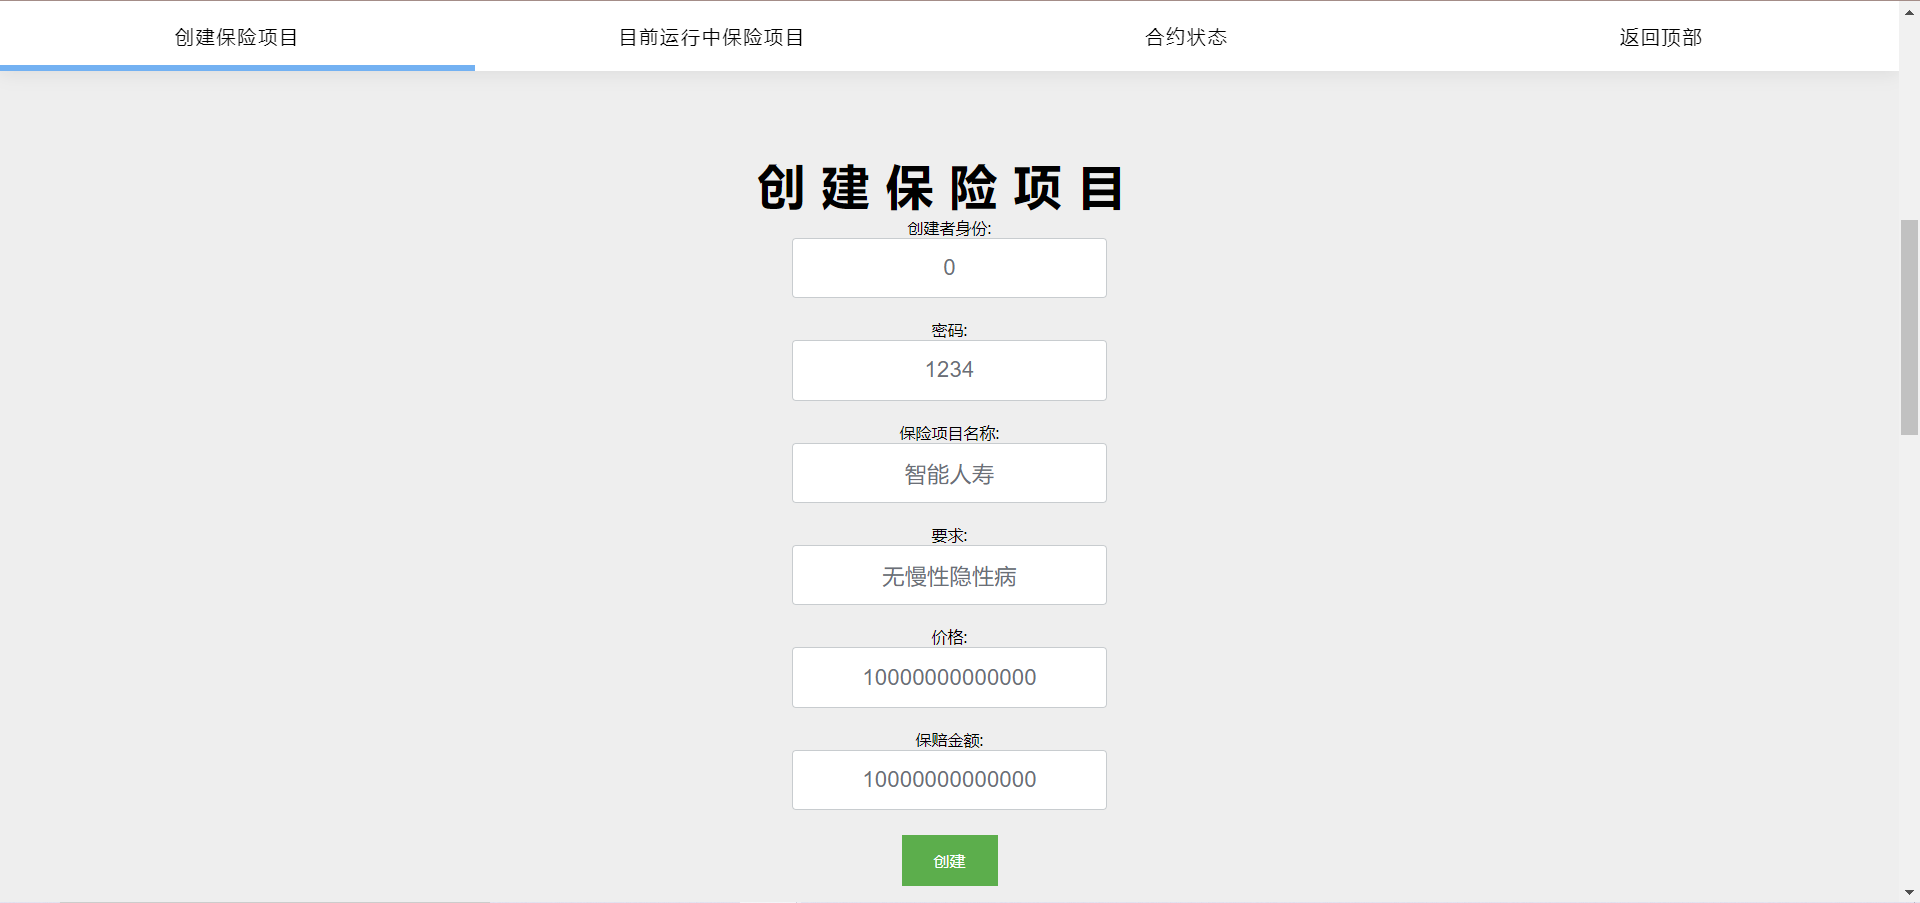 创建保险项目
目前运行中保险项目
合约状态
返回顶部
创建保险项目
创建者身份:
0
密码:
1234
保险项目名称:
智能人寿
要求:
无慢性隐性病
价格:
10000000000000
保赔金额:
10000000000000
创建